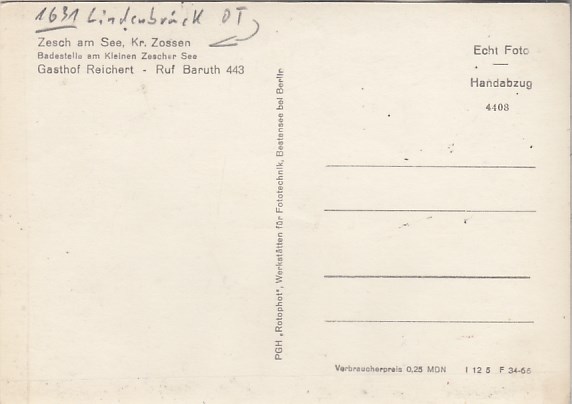 1631 Lindenbrück OT
Zesch am See, Kr. Zossen
Badestelle am Kleinen Zescher See
Gasthof Reichert - Ruf Baruth 443
Echt Foto
Handabzug
4408
PGH „Rotophot“, Werkstätten für Fototechnik, Bestensee bei Berlin
Verbraucherpreis 0,25 MDN I 12 5 F 34-66